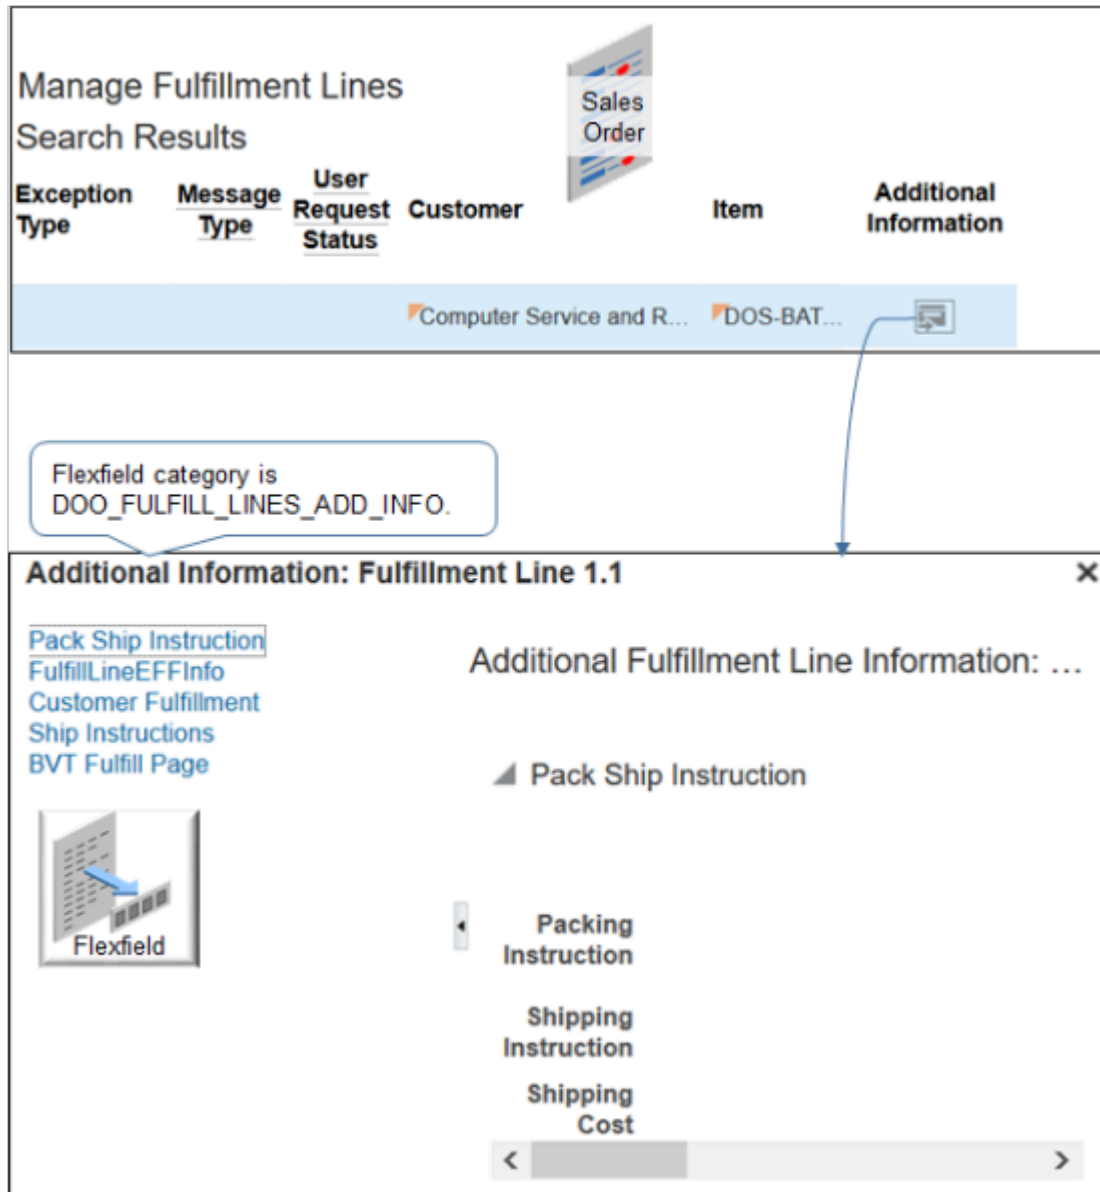 Manage Fulfillment Lines
Search Results
Sales
Order
Exception
Type
Message
Type
User
Request
Status
Customer
Item
Additional
Information
Computer Service and R...
DOS-BAT...
Flexfield category is
DOO_FULFILL_LINES_ADD_INFO.
Additional Information: Fulfillment Line 1.1
Pack Ship Instruction
FulfillLineEFFInfo
Customer Fulfillment
Ship Instructions
BVT Fulfill Page
Flexfield
Additional Fulfillment Line Information: ...
Pack Ship Instruction
Packing
Instruction
Shipping
Instruction
Shipping
Cost